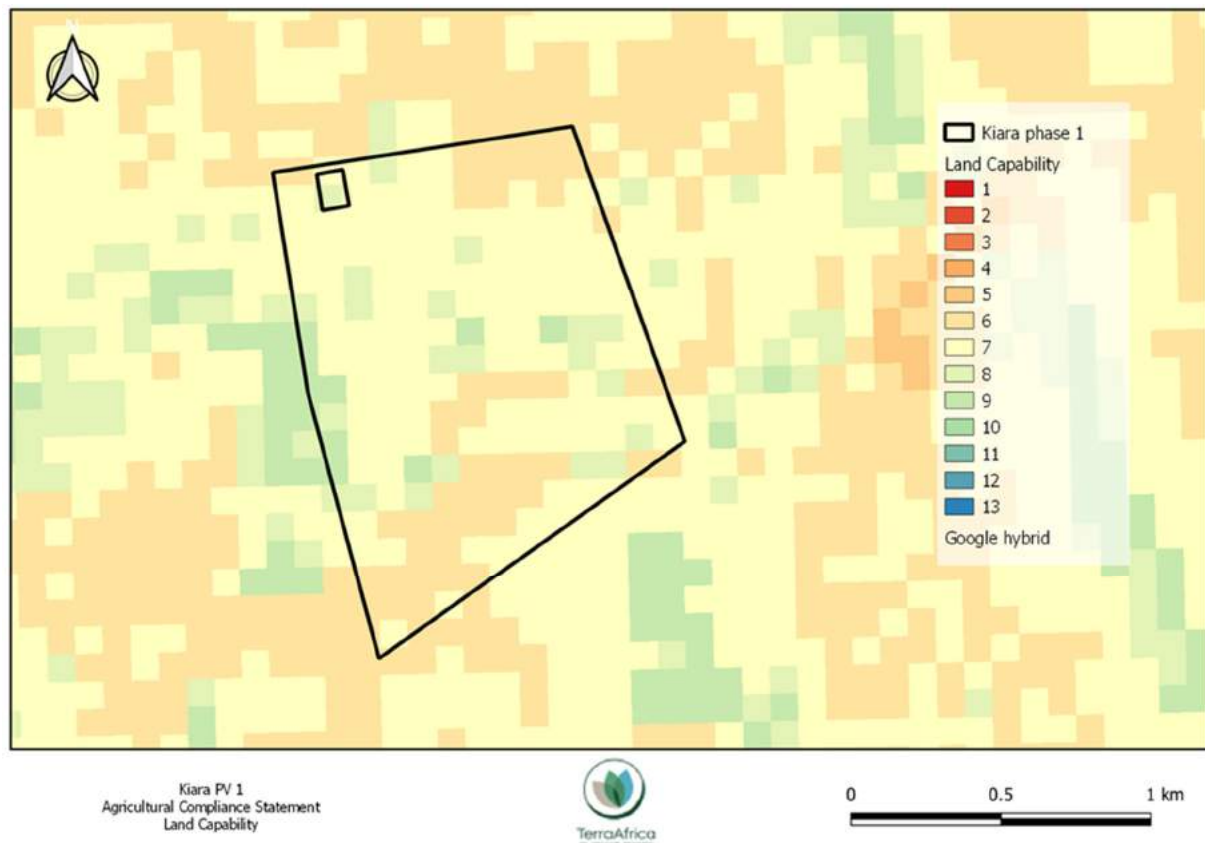 N
Kiara phase 1
Land Capability
1
2
3
4
5
6
7
8
9
10
11
12
13
Google hybrid
Kiara PV 1
Agricultural Compliance Statement
Land Capability
TerraAfrica
0 0.5 1 km